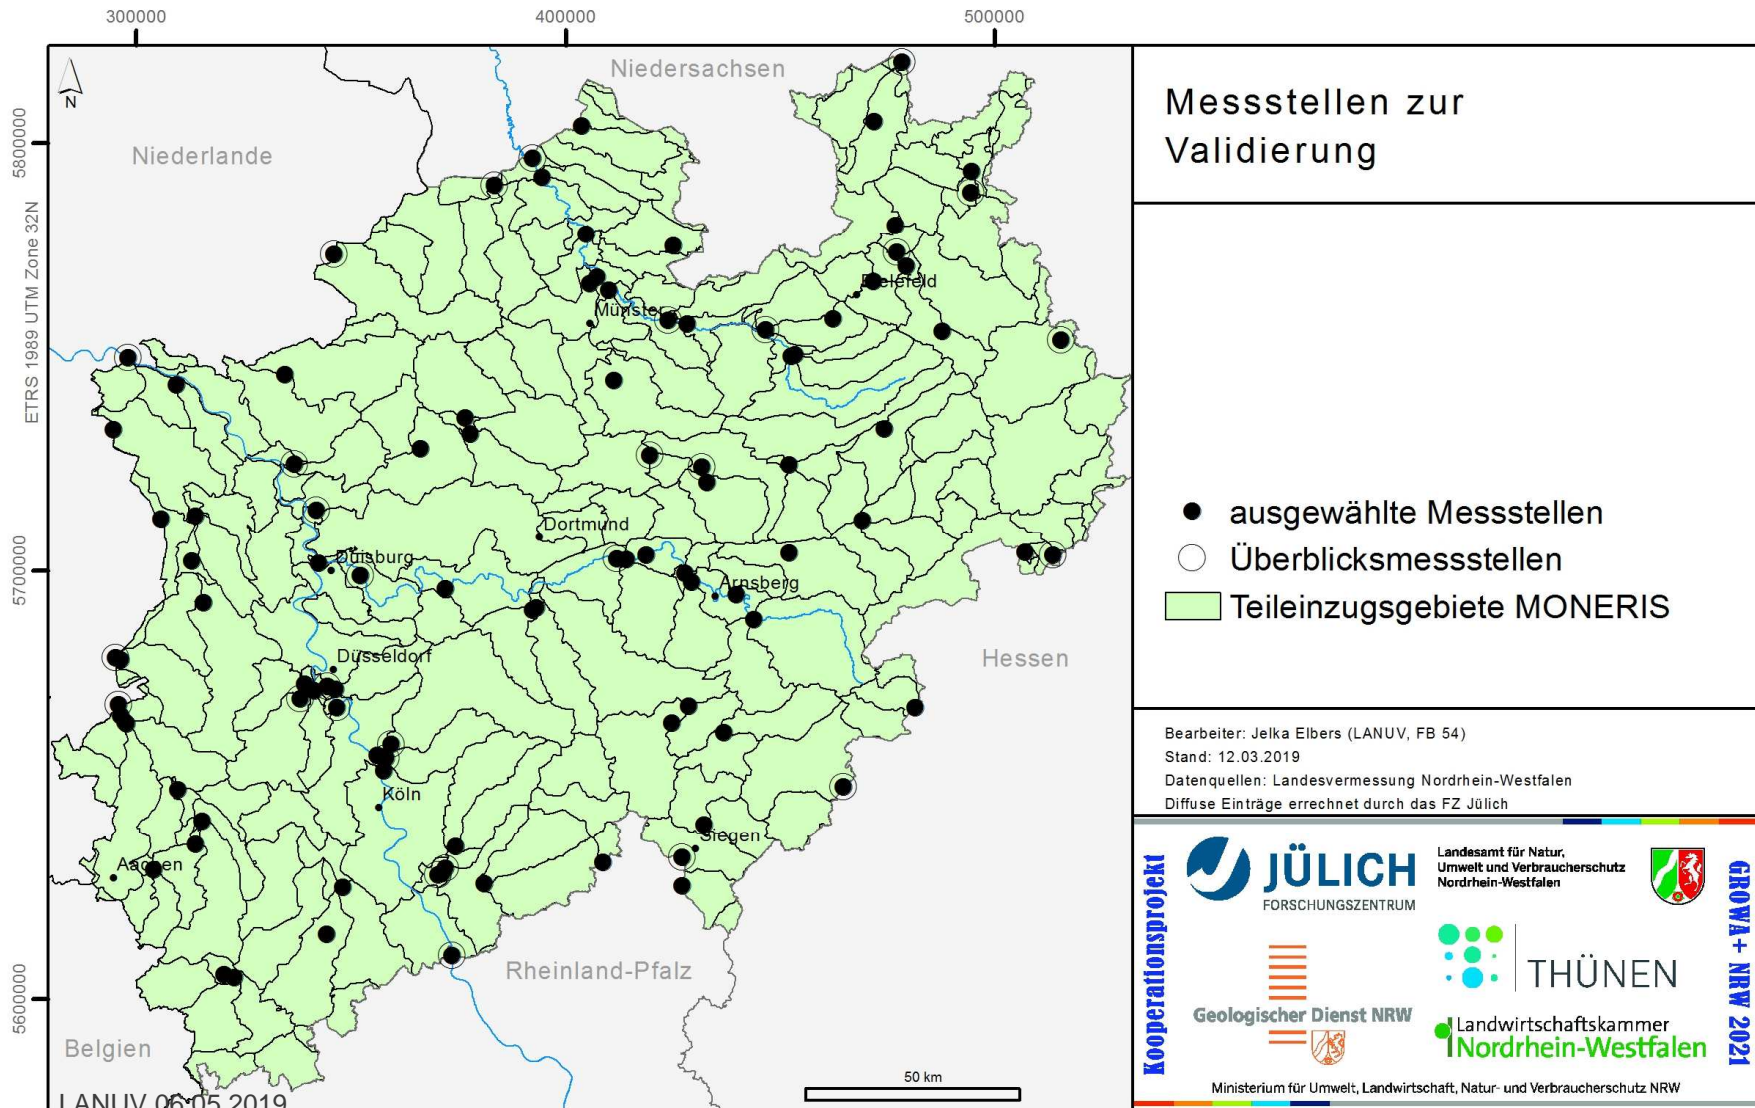 300000
400000
500000
5800000
5700000
5600000
ETRS 1989 UTM Zone 32N
N
Niedersachsen
Niederlande
Bielefeld
Münster
Dortmund
Duisburg
Arnsberg
Düsseldorf
Hessen
Köln
Siegen
Aachen
Rheinland-Pfalz
Belgien
50 km
LANUV 06.05.2019
Messstellen zur
Validierung
ausgewählte Messstellen
Überblicksmessstellen
Teileinzugsgebiete MONERIS
Bearbeiter: Jelka Elbers (LANUV, FB 54)
Stand: 12.03.2019
Datenquellen: Landesvermessung Nordrhein-Westfalen
Diffuse Einträge errechnet durch das FZ Jülich
Kooperationsprojekt
JÜLICH
FORSCHUNGSZENTRUM
Landesamt für Natur,
Umwelt und Verbraucherschutz
Nordrhein-Westfalen
GROWA+ NRW 2021
THÜNEN
Geologischer Dienst NRW
Landwirtschaftskammer
Nordrhein-Westfalen
Ministerium für Umwelt, Landwirtschaft, Natur- und Verbraucherschutz NRW